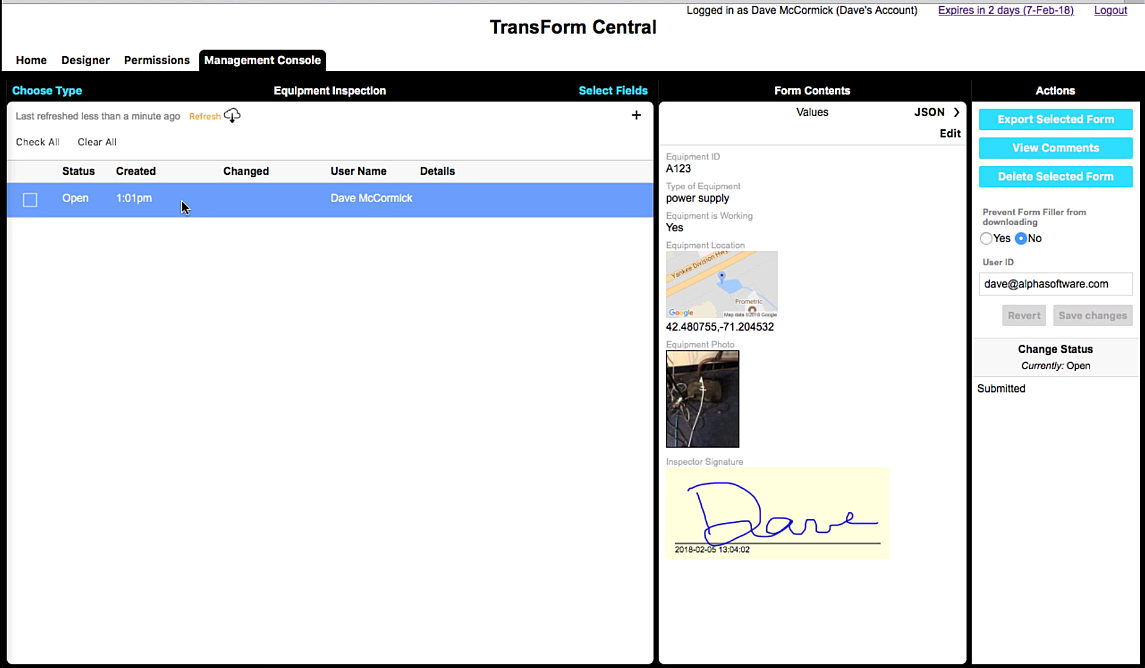 Logged in as Dave McCormick (Dave's Account) Expires in 2 days (7-Feb-18) Logout
TransForm Central
Home Designer Permissions Management Console
Choose Type Equipment Inspection Select Fields
Last refreshed less than a minute ago Refresh +
Check All Clear All
Status Created Changed User Name Details
Open 1:01pm Dave McCormick
Form Contents
Values JSON >
Edit
Equipment ID
A123
Type of Equipment
power supply
Equipment is Working
Yes
Equipment Location
Yankee Division Hwy
Prometric
Google Map data ©2018 Google
42.480755,-71.204532
Equipment Photo
Inspector Signature
Dave
2018-02-05 13:04:02
Actions
Export Selected Form
View Comments
Delete Selected Form
Prevent Form Filler from
downloading
Yes No
User ID
dave@alphasoftware.com
Revert Save changes
Change Status
Currently: Open
Submitted